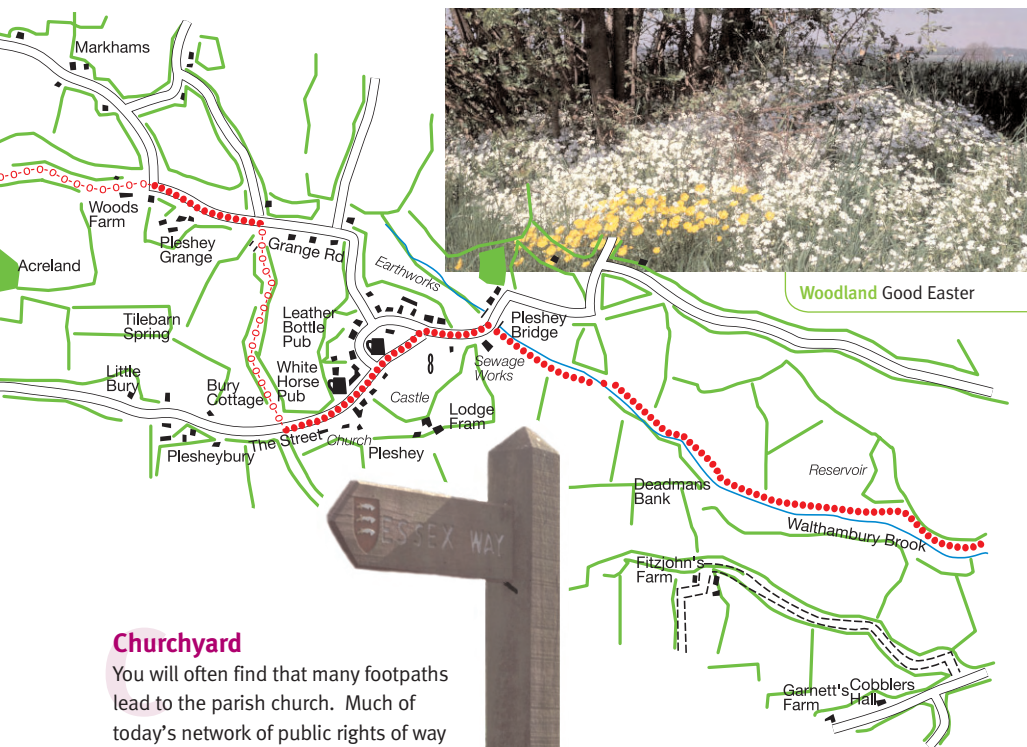 Markhams
Woods
Farm
Pleshey
Grange
Grange Rd
Acreland
Earthworks
Woodland Good Easter
Tilebarn
Spring
Leather
Bottle
Pub
Pleshey
Bridge
Little
Bury
Bury
Cottage
White
Horse
Pub
Sewage
Works
Castle
Lodge
Fram
The Street
Church
Plesheybury
Pleshey
Reservoir
Deadmans
Bank
Walthambury Brook
ESSEX WAY
Fitzjohn's
Farm
Garnett's
Farm
Cobblers
Hall
Churchyard
You will often find that many footpaths
lead to the parish church. Much of
today's network of public rights of way